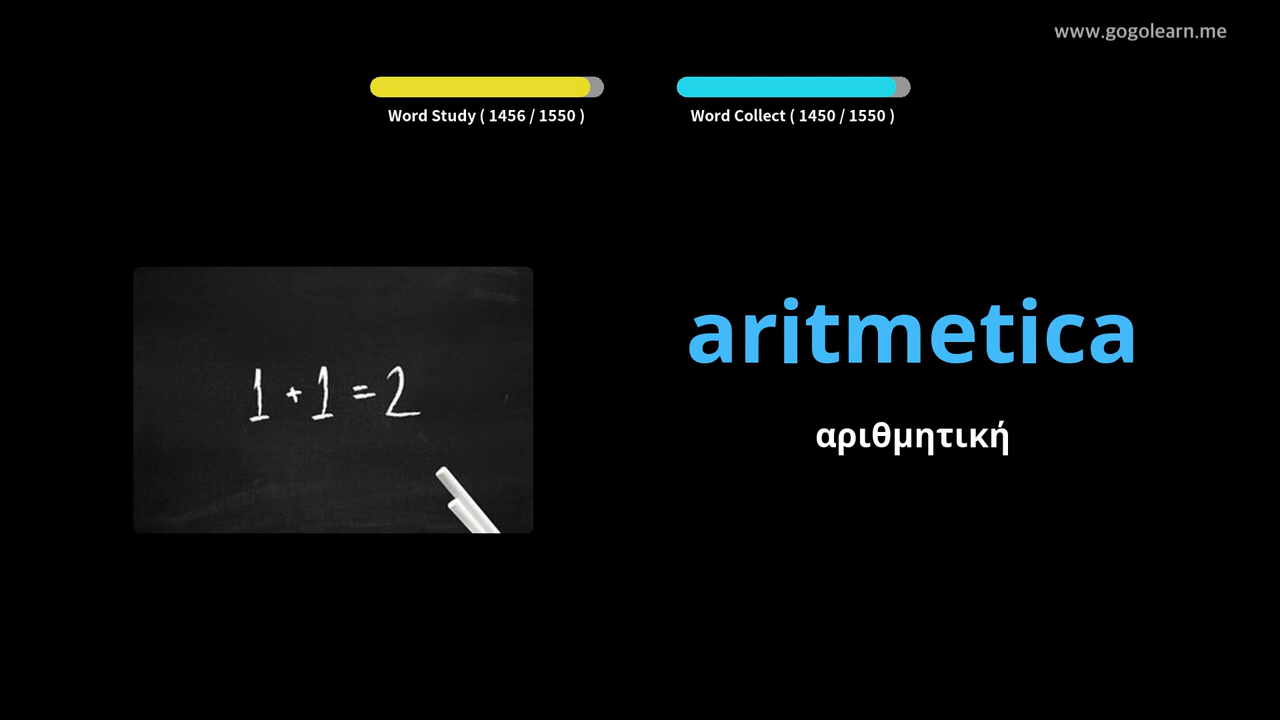 www.gogolearn.me
Word Study ( 1456 / 1550 )
Word Collect ( 1450 / 1550 )
1 + 1 = 2
aritmetica
αριθμητική